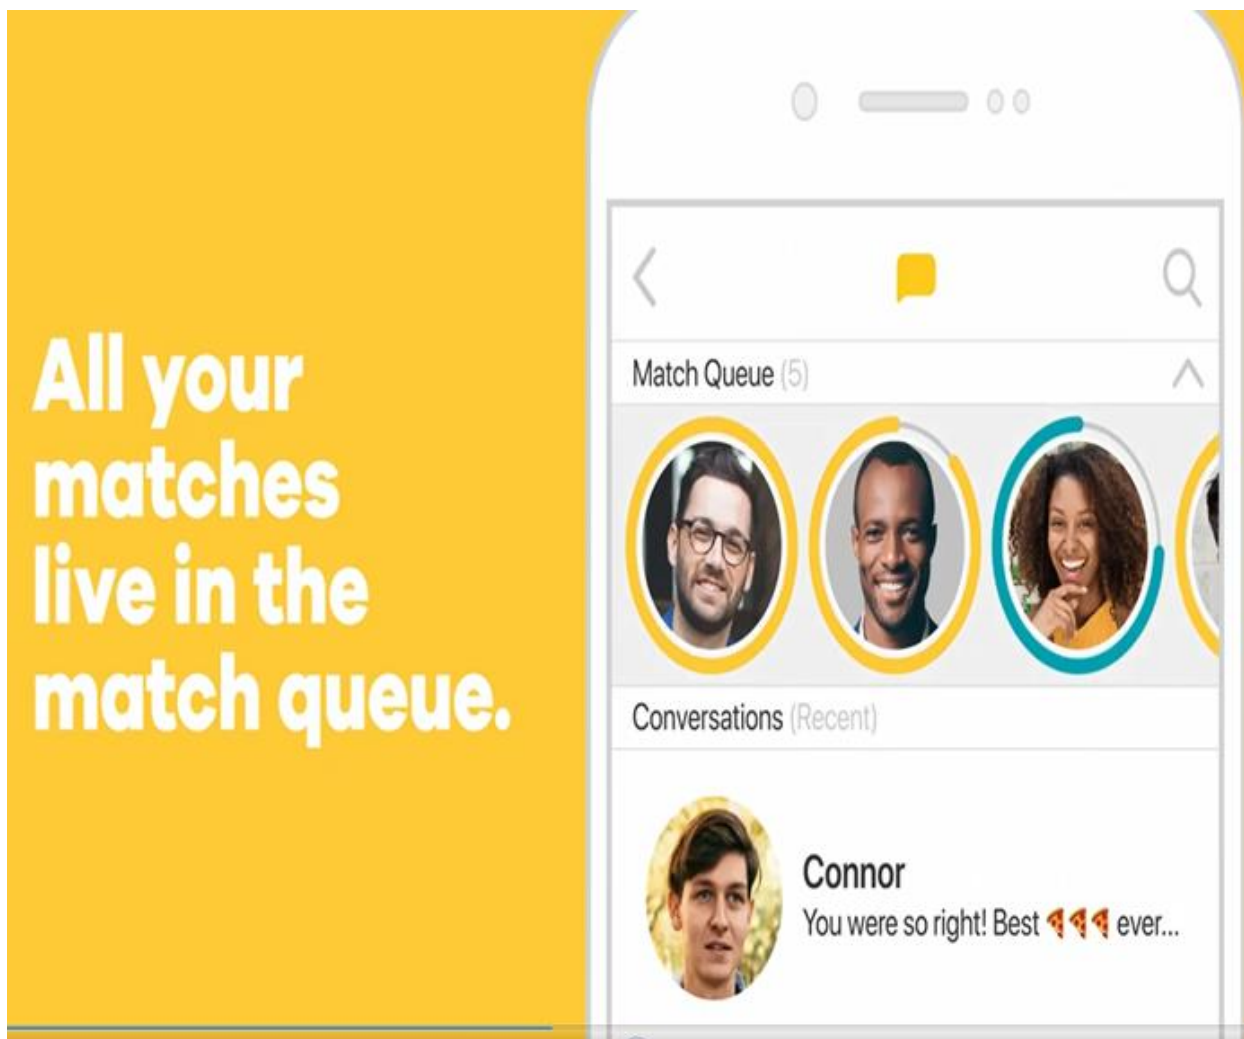 All your
matches
live in the
match queue.
Match Queue (5)
Conversations (Recent)
Connor
You were so right! Best 🍕🍕🍕 ever...